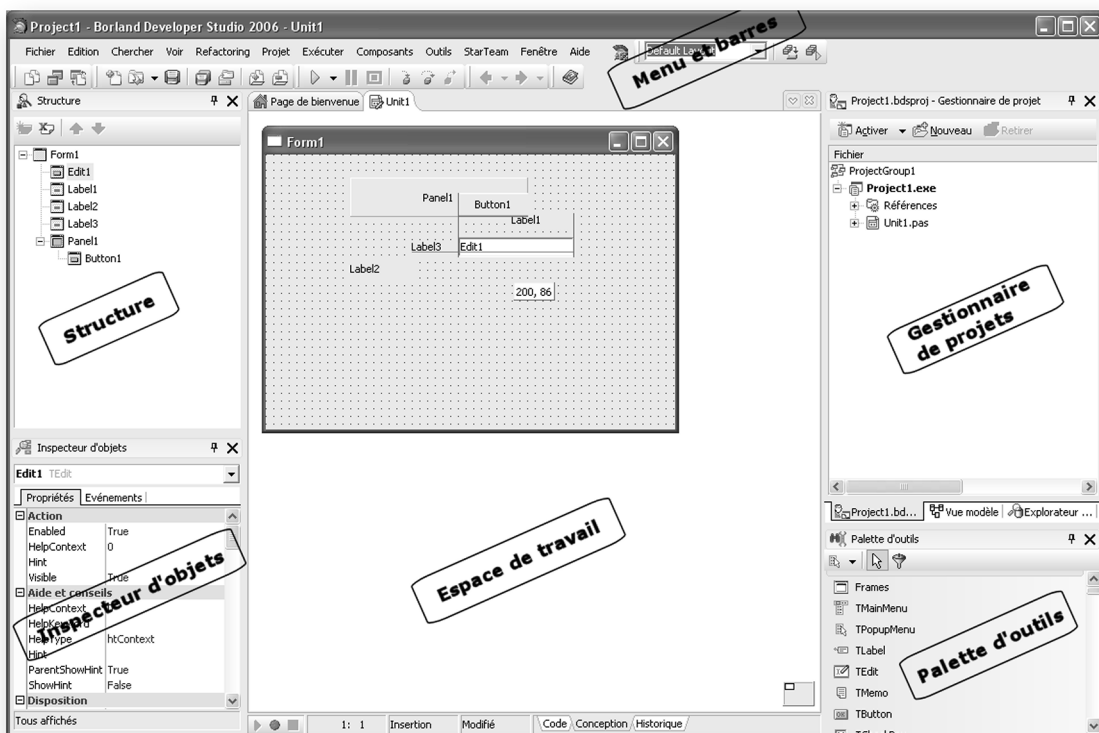 Project1 - Borland Developer Studio 2006 - Unit1
Fichier Edition Chercher Voir Refactoring Projet Exécuter Composants Outils StarTeam Fenêtre Aide
Default
Menu et barres
Structure
Page de bienvenue
Unit1
Project1.bdsproj - Gestionnaire de projet
Form1
Edit1
Label1
Label2
Label3
Panel1
Button1
Structure
Form1
Panel1
Button1
Label1
Label3
Edit1
Label2
200, 86
Activer Nouveau Retirer
Fichier
ProjectGroup1
Project1.exe
Références
Unit1.pas
Gestionnaire
de projets
Inspecteur d'objets
Edit1 TEdit
Propriétés Evénements
Action
Enabled True
HelpContext 0
Hint
Visible True
Aide et conseils
HelpContext
HelpType htContext
Hint
ParentShowHint True
ShowHint False
Disposition
Tous affichés
Inspecteur d'objets
Espace de travail
1: 1 Insertion Modifié Code Conception Historique
Project1.bd... Vue modèle Explorateur ...
Palette d'outils
Frames
TMainMenu
TPopupMenu
TLabel
TEdit
TMemo
TButton
Palette d'outils